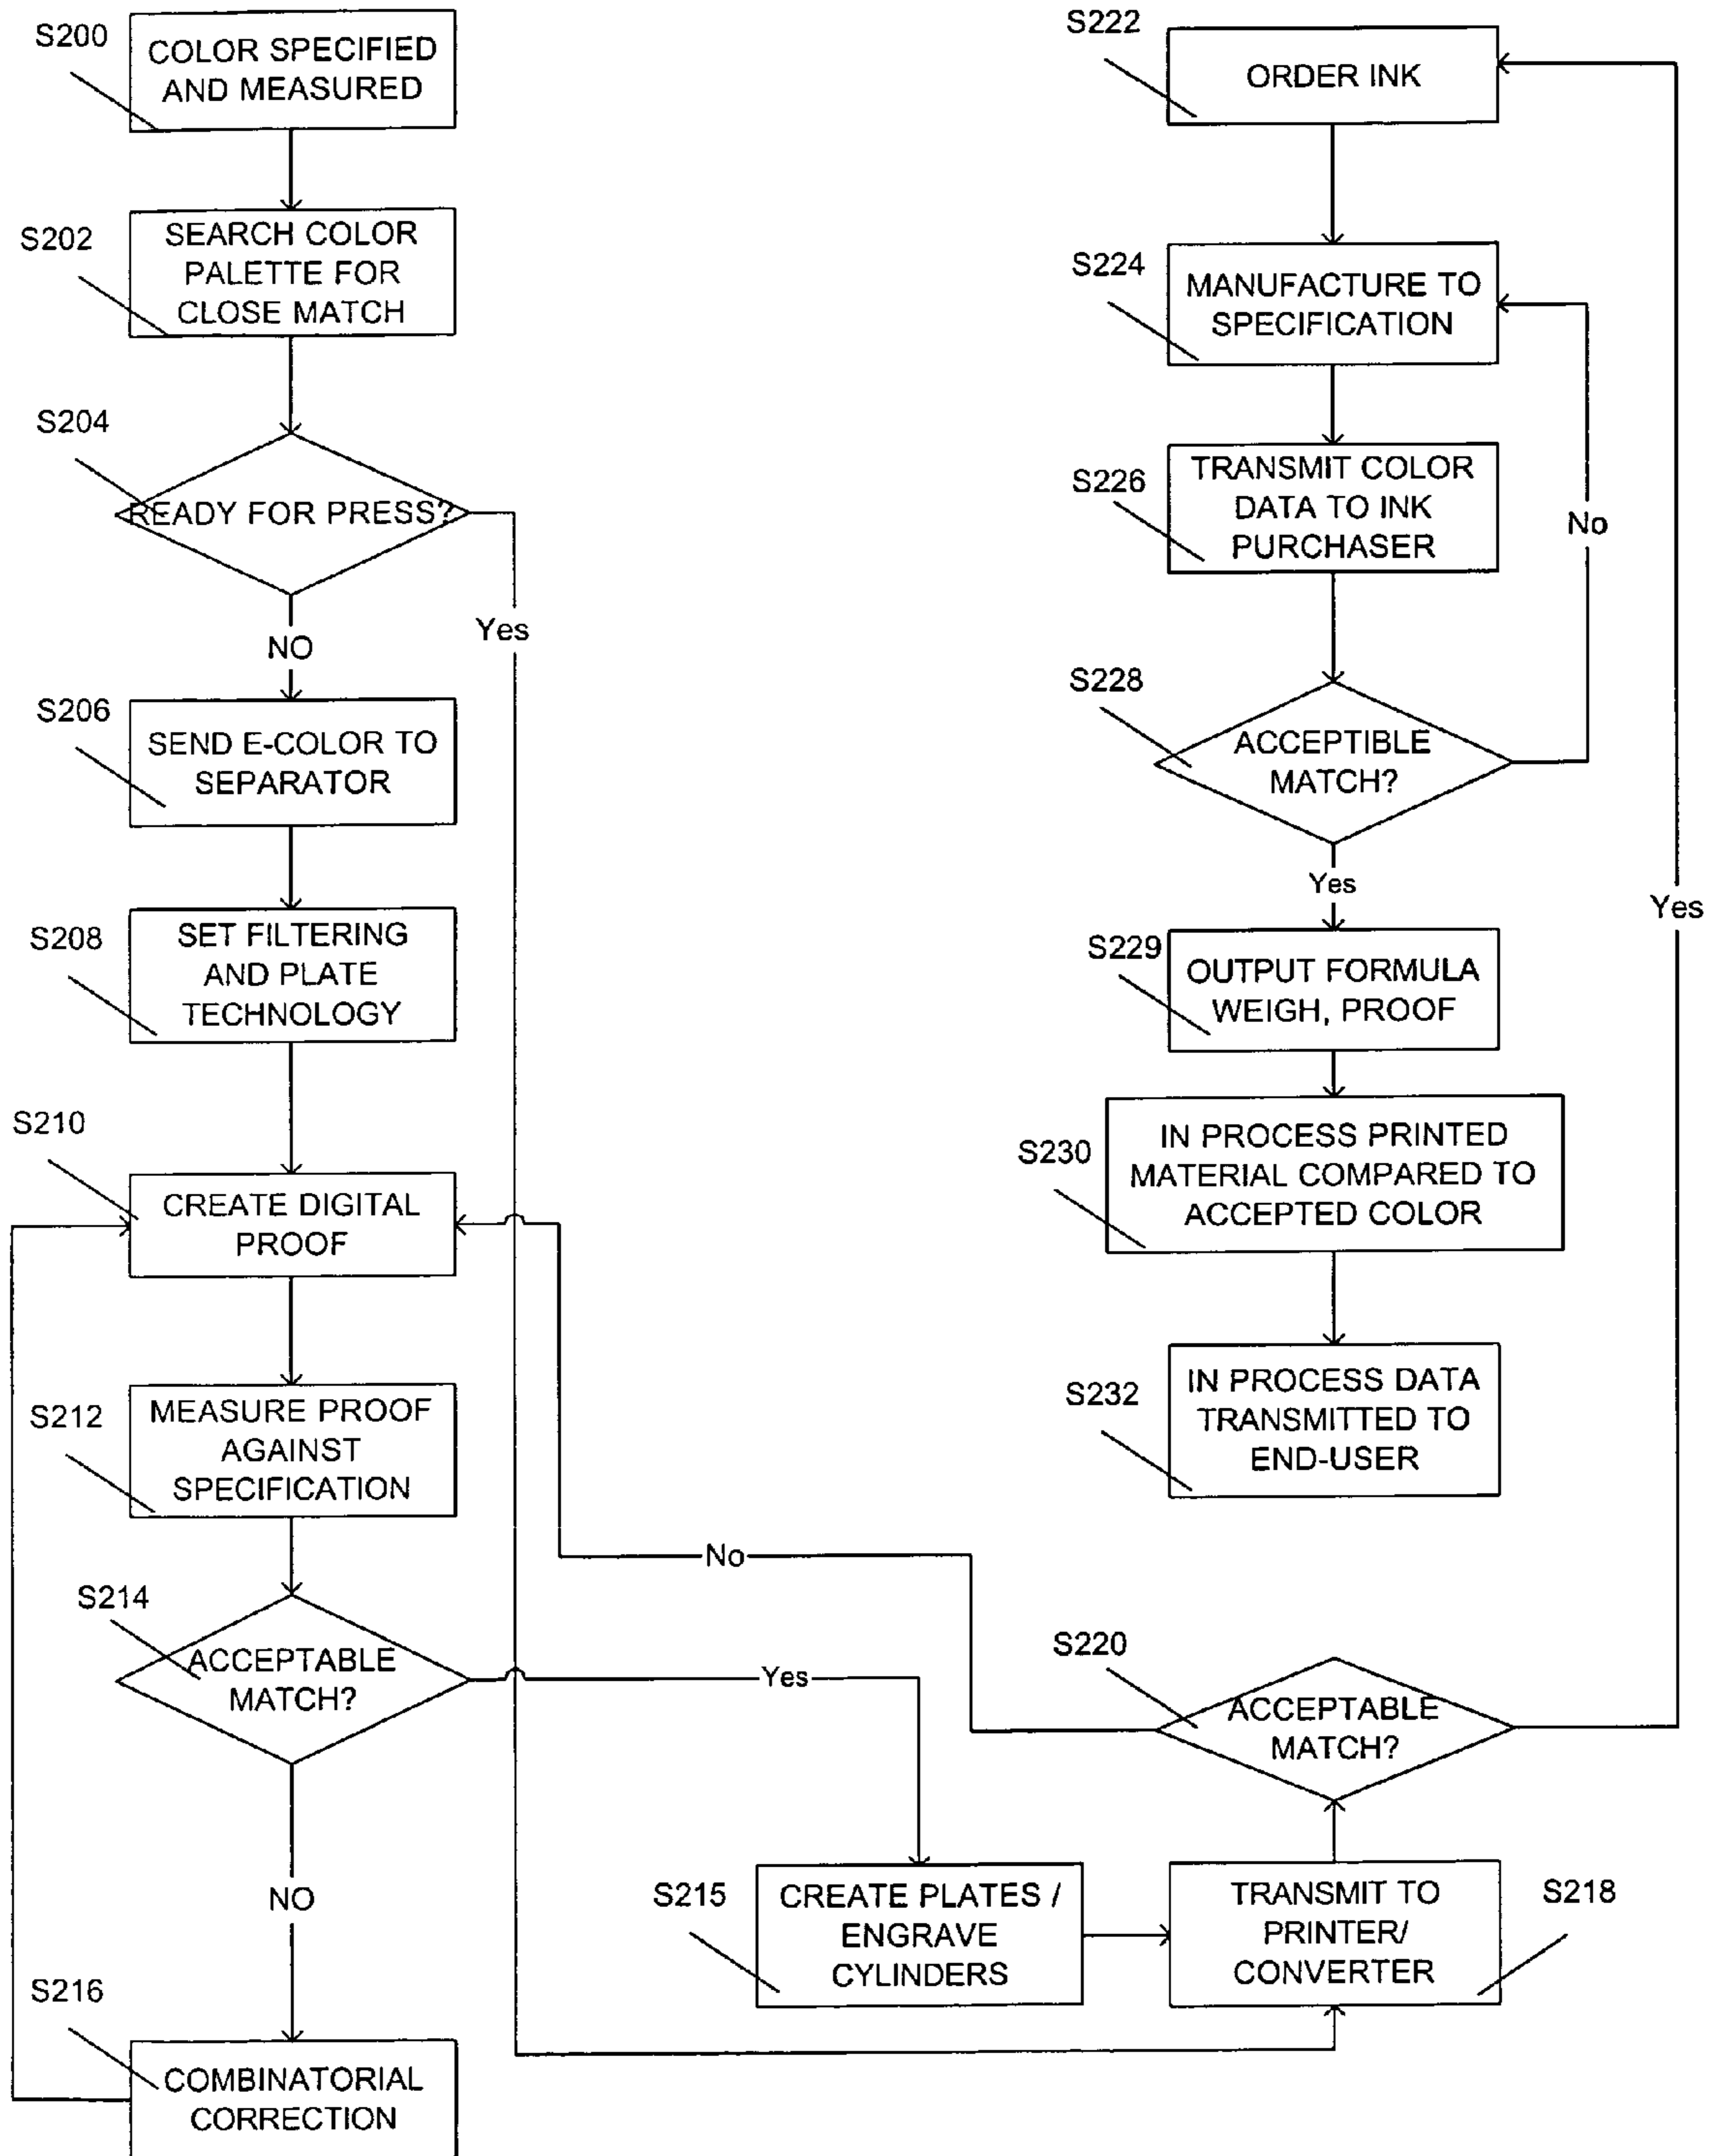 S200
COLOR SPECIFIED
AND MEASURED
S202
SEARCH COLOR
PALETTE FOR
CLOSE MATCH
S204
READY FOR PRESS?
Yes
NO
S206
SEND E-COLOR TO
SEPARATOR
S208
SET FILTERING
AND PLATE
TECHNOLOGY
S210
CREATE DIGITAL
PROOF
S212
MEASURE PROOF
AGAINST
SPECIFICATION
S214
ACCEPTABLE
MATCH?
Yes
NO
S216
COMBINATORIAL
CORRECTION
S215
CREATE PLATES /
ENGRAVE
CYLINDERS
S218
TRANSMIT TO
PRINTER/
CONVERTER
S220
ACCEPTABLE
MATCH?
No
Yes
S222
ORDER INK
S224
MANUFACTURE TO
SPECIFICATION
S226
TRANSMIT COLOR
DATA TO INK
PURCHASER
No
S228
ACCEPTIBLE
MATCH?
Yes
S229
OUTPUT FORMULA
WEIGH, PROOF
S230
IN PROCESS PRINTED
MATERIAL COMPARED TO
ACCEPTED COLOR
S232
IN PROCESS DATA
TRANSMITTED TO
END-USER